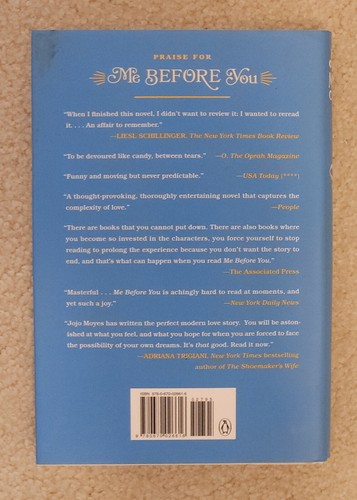 PRAISE FOR
Me BEFORE You
"When I finished this novel, I didn't want to review it: I wanted to reread
it. . . . An affair to remember."
—LIESL SCHILLINGER, The New York Times Book Review
"To be devoured like candy, between tears." —O, The Oprah Magazine
"Funny and moving but never predictable." —USA Today (****)
"A thought-provoking, thoroughly entertaining novel that captures the
complexity of love." —People
"There are books that you cannot put down. There are also books where
you become so invested in the characters, you force yourself to stop
reading to prolong the experience because you don't want the story to
end, and that's what can happen when you read Me Before You."
—The Associated Press
"Masterful . . . Me Before You is achingly hard to read at moments, and
yet such a joy." —New York Daily News
"Jojo Moyes has written the perfect modern love story. You will be aston-
ished at what you feel, and what you hope for when you are forced to face
the possibility of your own dreams. It's that good. Read it now."
—ADRIANA TRIGIANI, New York Times bestselling
author of The Shoemaker's Wife